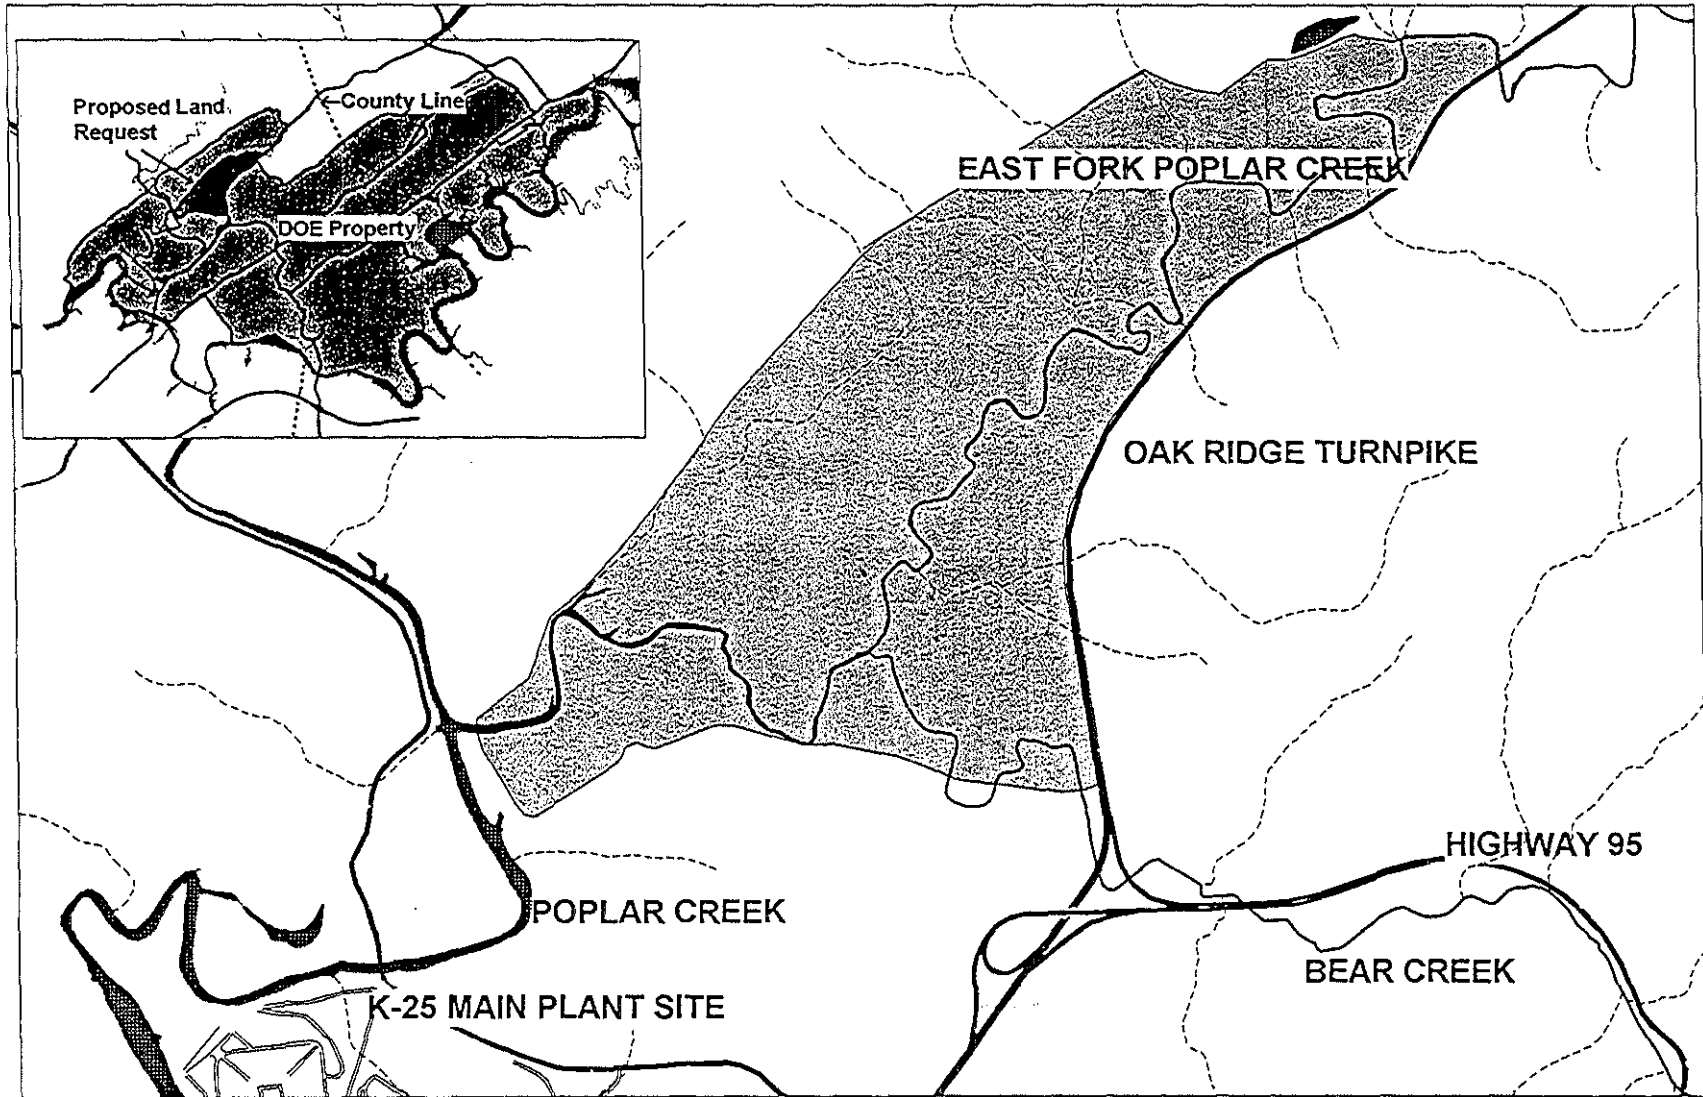 Proposed Land
Request
←County Line
DOE Property
EAST FORK POPLAR CREEK
OAK RIDGE TURNPIKE
HIGHWAY 95
POPLAR CREEK
BEAR CREEK
K-25 MAIN PLANT SITE